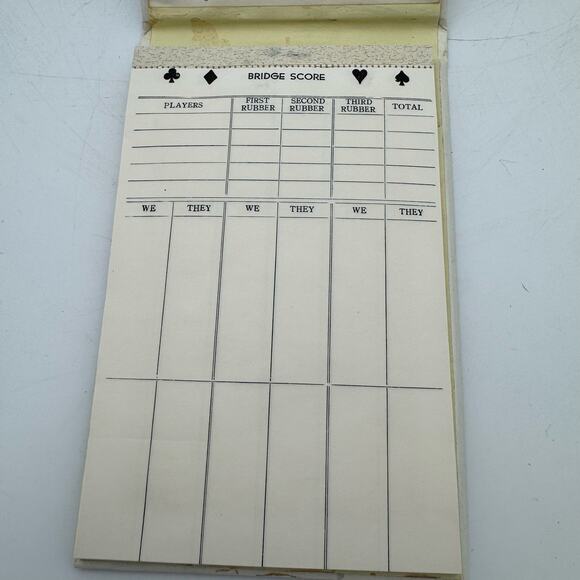 BRIDGE SCORE
PLAYERS FIRST RUBBER SECOND RUBBER THIRD RUBBER TOTAL
WE THEY WE THEY WE THEY